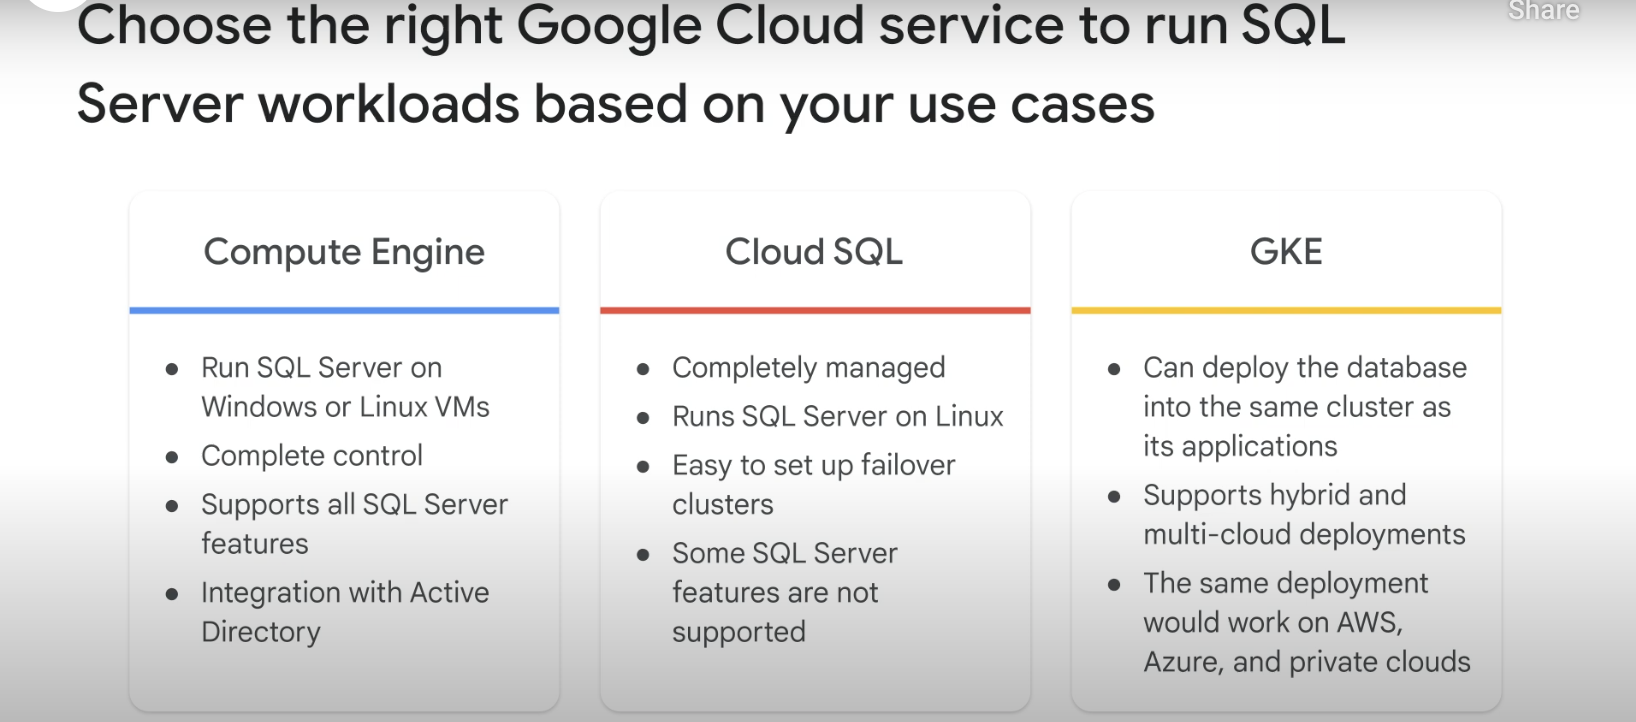 Choose the right Google Cloud service to run SQL
Share
Server workloads based on your use cases
Compute Engine
● Run SQL Server on
Windows or Linux VMs
● Complete control
● Supports all SQL Server
features
● Integration with Active
Directory
Cloud SQL
● Completely managed
● Runs SQL Server on Linux
● Easy to set up failover
clusters
● Some SQL Server
features are not
supported
GKE
● Can deploy the database
into the same cluster as
its applications
● Supports hybrid and
multi-cloud deployments
● The same deployment
would work on AWS,
Azure, and private clouds